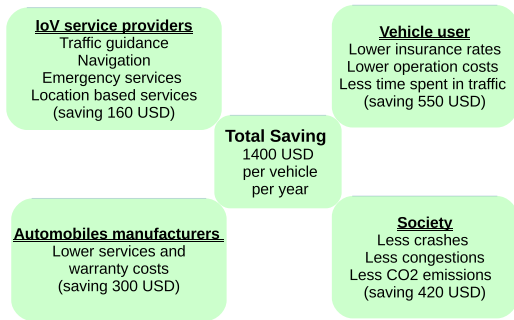 IoV service providers
Traffic guidance
Navigation
Emergency services
Location based services
(saving 160 USD)
Vehicle user
Lower insurance rates
Lower operation costs
Less time spent in traffic
(saving 550 USD)
Total Saving
1400 USD
per vehicle
per year
Automobiles manufacturers
Lower services and
warranty costs
(saving 300 USD)
Society
Less crashes
Less congestions
Less CO2 emissions
(saving 420 USD)